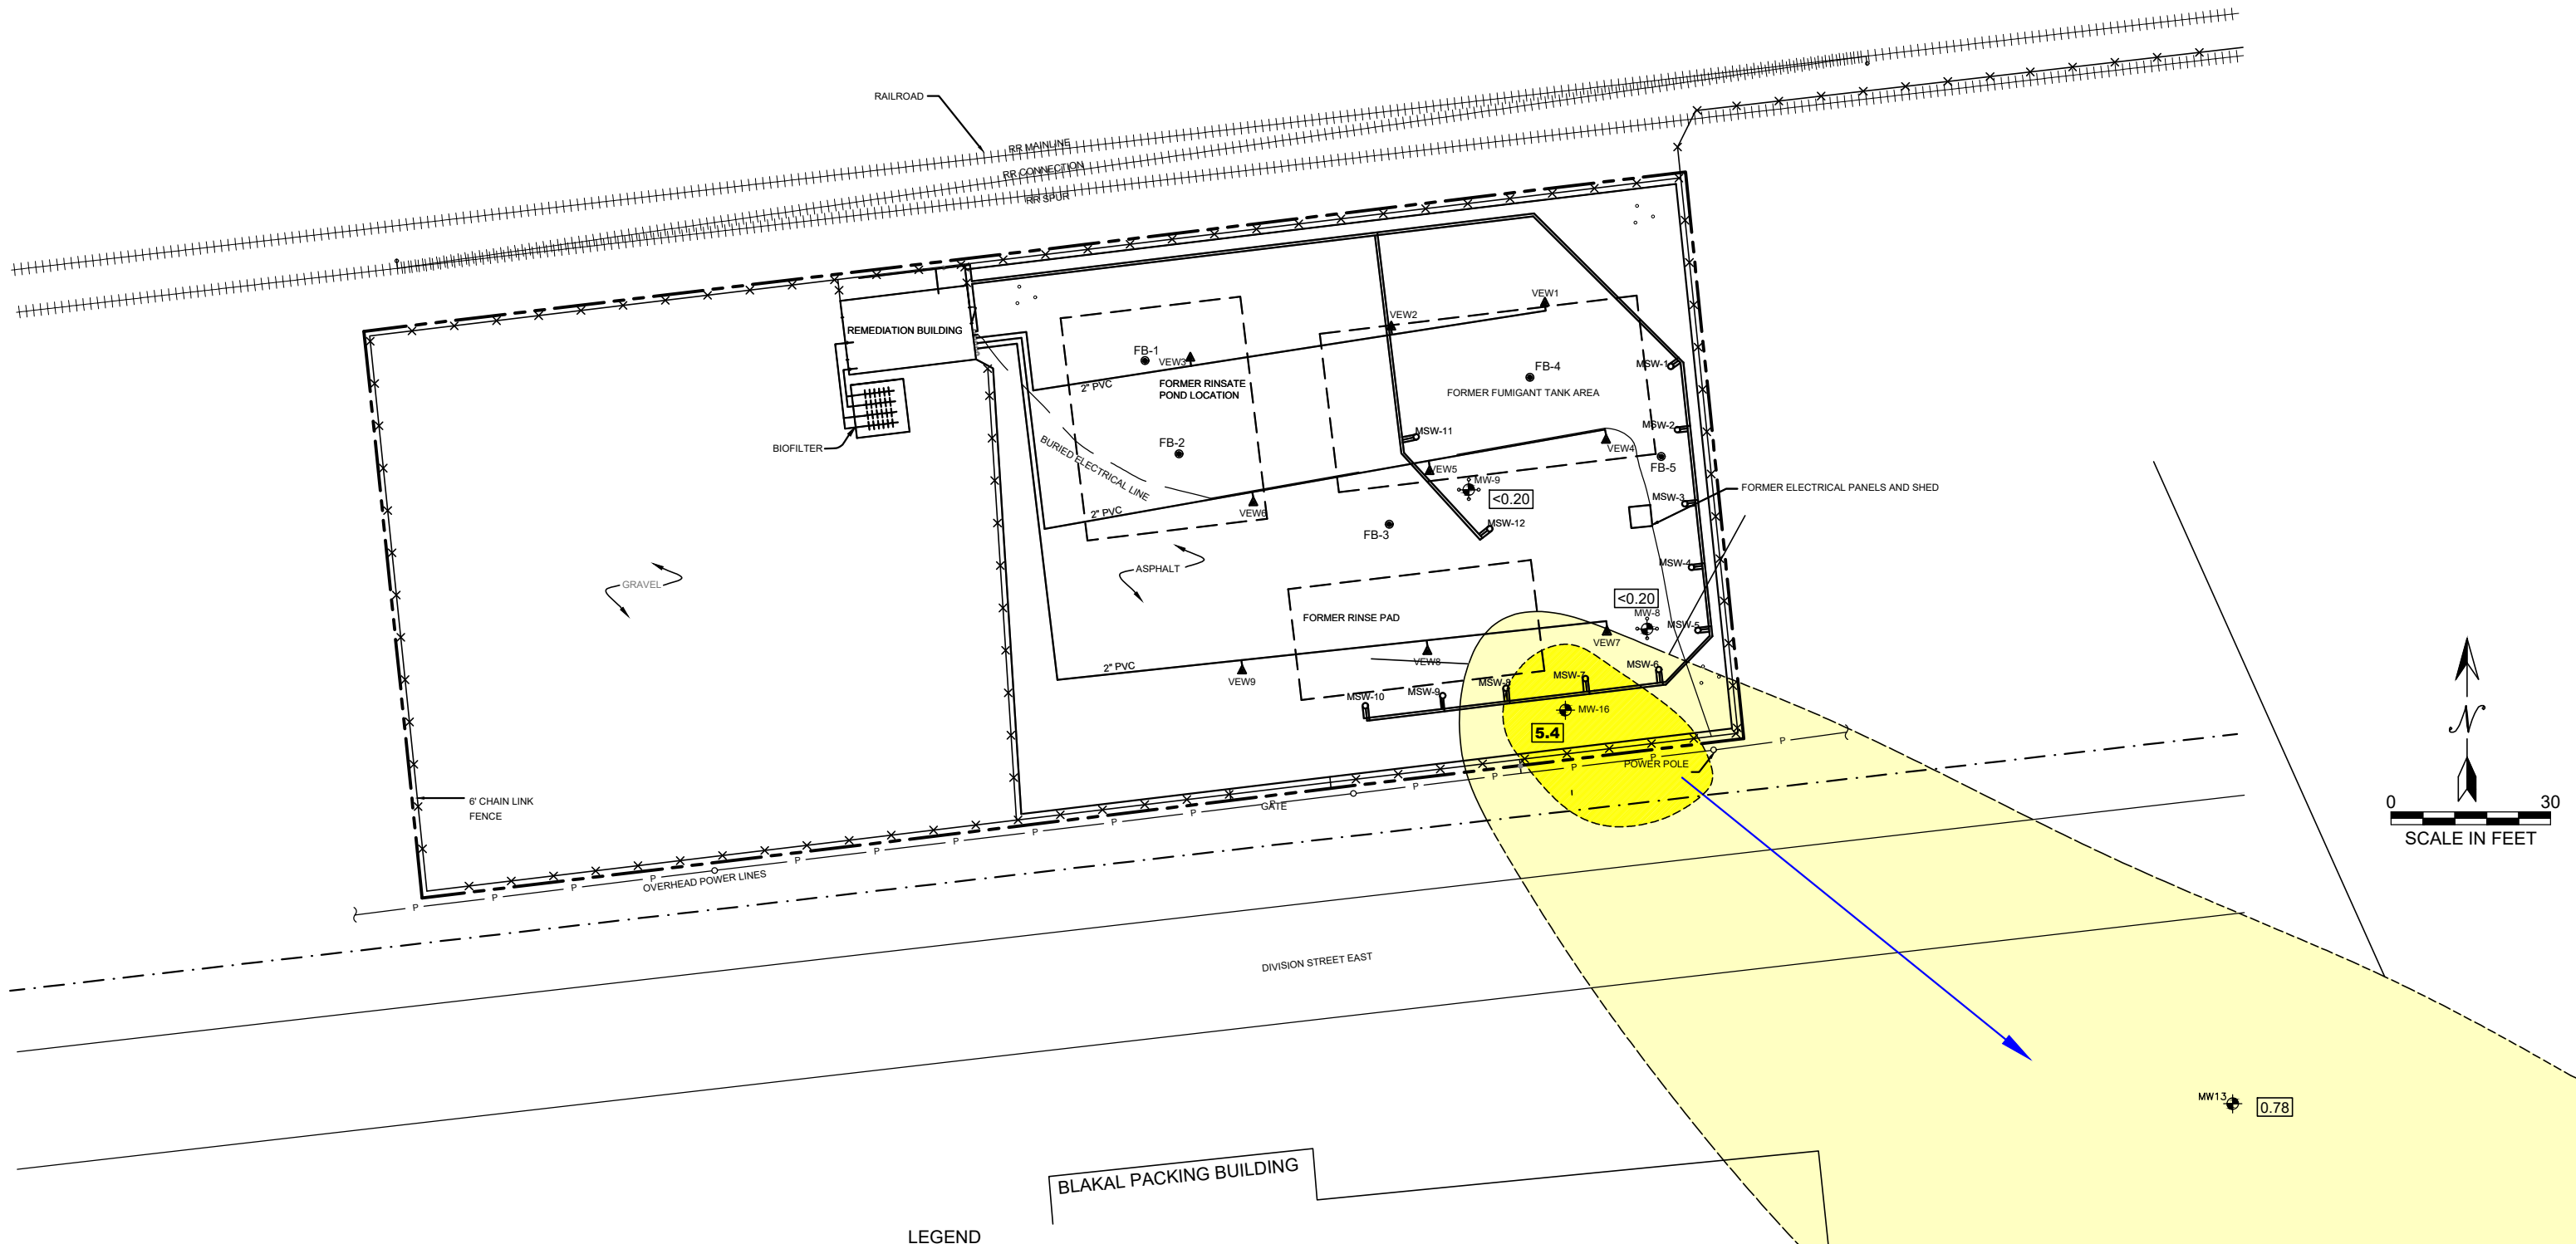 RAILROAD
RR MAINLINE
RR CONNECTION
RR SPUR
REMEDIATION BUILDING
BIOFILTER
FB-1
VEW3
2" PVC
FORMER RINSATE
POND LOCATION
FB-2
BURIED ELECTRICAL LINE
2" PVC
VEW6
VEW2
VEW1
FB-4
FORMER FUMIGANT TANK AREA
MSW-1
MSW-2
MSW-11
VEW4
VEW5
FB-5
MW-9
<0.20
MSW-3
FORMER ELECTRICAL PANELS AND SHED
MSW-12
FB-3
MSW-4
GRAVEL
ASPHALT
<0.20
MW-8
MSW-5
FORMER RINSE PAD
VEW7
VEW8
2" PVC
VEW9
MSW-6
MSW-7
MSW-8
MSW-9
MSW-10
MW-16
5.4
POWER POLE
GATE
6' CHAIN LINK
FENCE
P P P P P P P P P P P P P P P P P P
OVERHEAD POWER LINES
DIVISION STREET EAST
N
0 30
SCALE IN FEET
MW13
0.78
BLAKAL PACKING BUILDING
LEGEND